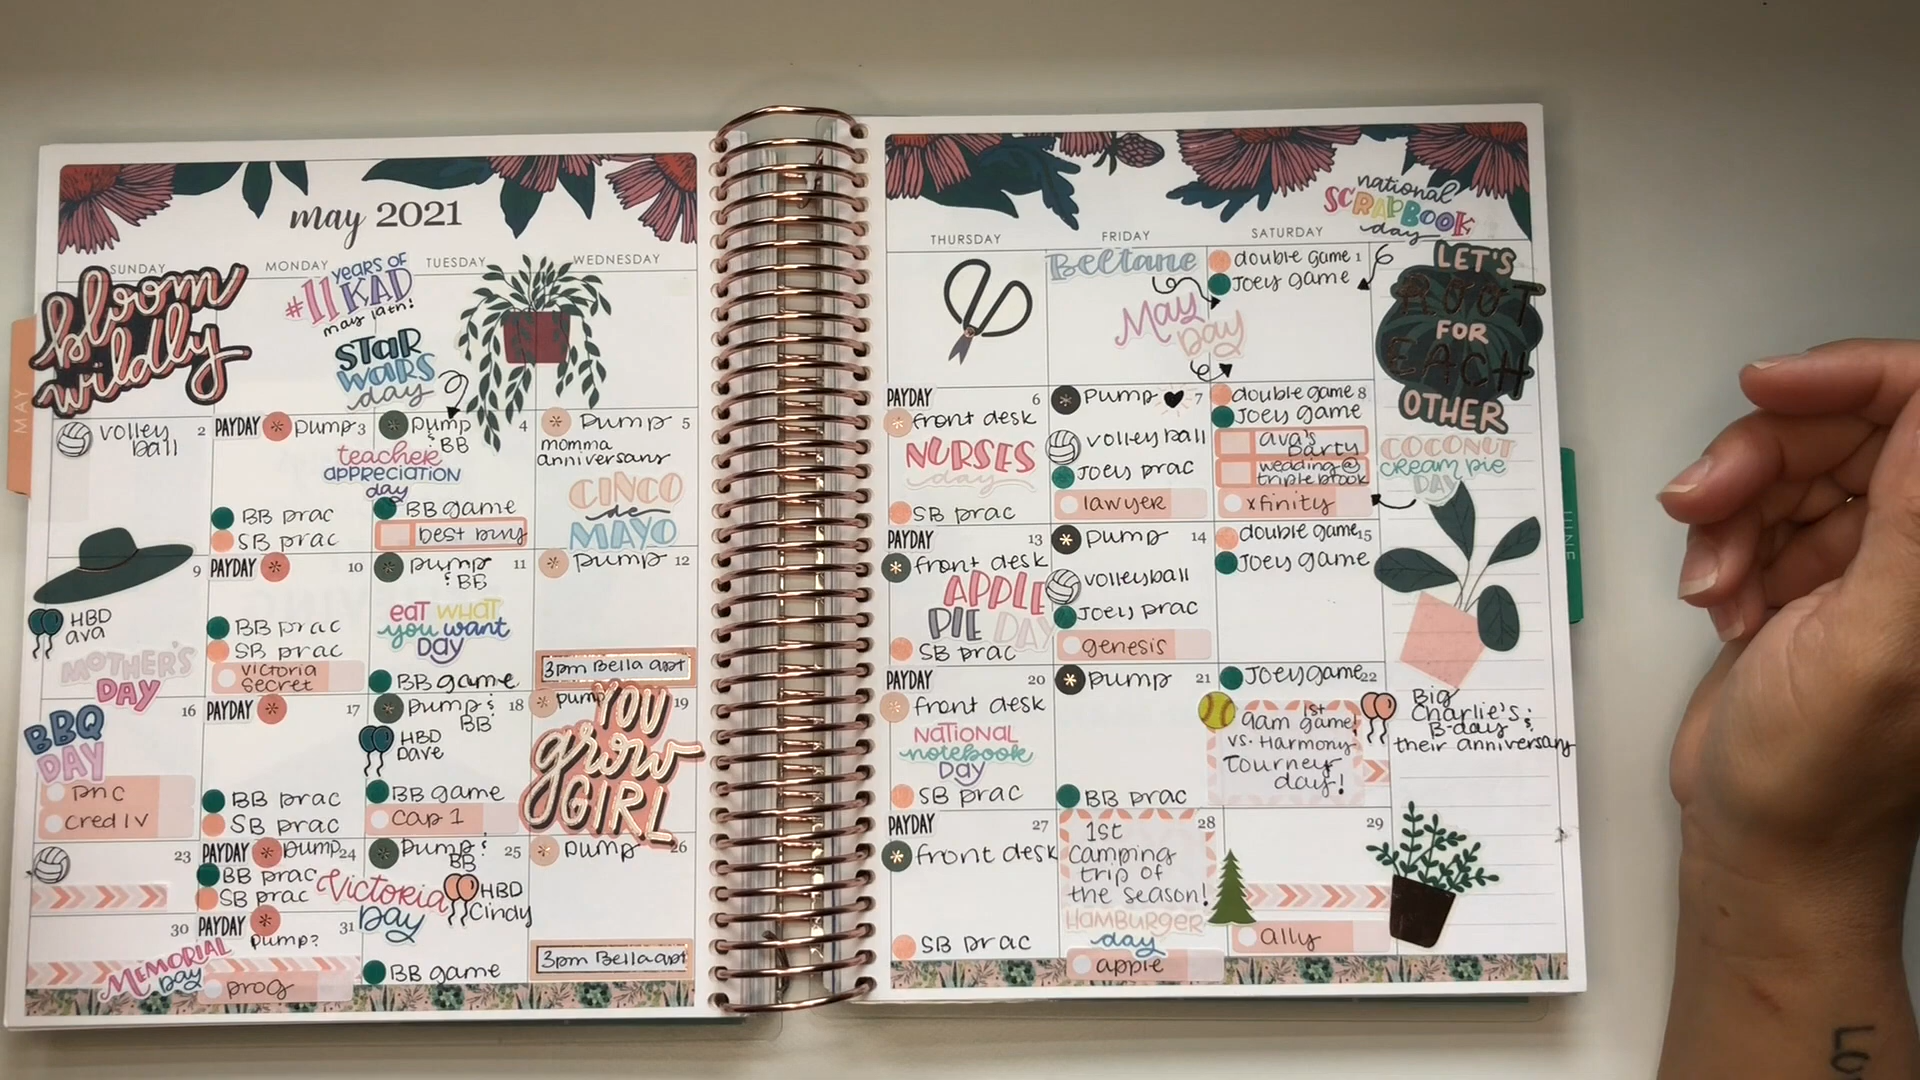 may 2021
SUNDAY
MONDAY
TUESDAY
WEDNESDAY
bloom
wildly
#11 YEARS OF
KAD
may 19th!
STAR
WARS
day
volley
ball
2
PAYDAY
pump
3
pump
& BB
4
teacher
APPRECIATION
day
BB prac
SB prac
BB game
best buy
pump
5
momma
anniversary
CINCO
de
MAYO
9
HBD
ava
MOTHER'S
DAY
PAYDAY
10
BB prac
SB prac
victoria
secret
pump
& BB
11
eat what
you want
DAY
BB game
pump
12
3pm Bella apt
16
BBQ
DAY
pnc
cred 1v
PAYDAY
17
BB prac
SB prac
pump &
BB
18
HBD
Dave
BB game
cap 1
pump
19
YOU
grow
GIRL
23
PAYDAY
pump
24
BB prac
SB prac
Victoria
Day
pump &
BB
25
HBD
Cindy
pump
26
30
MEMORIAL
Day
PAYDAY
31
pump?
prog
BB game
3pm Bella apt
MAY
THURSDAY
FRIDAY
SATURDAY
national
SCRAPBOOK
day
Beltane
May
Day
double game
1
Joey game
LET'S
ROOT
FOR
EACH
OTHER
PAYDAY
6
front desk
NURSES
day
SB prac
pump
7
volleyball
Joey prac
lawyer
double game
8
Joey game
ava's
party
wedding @
triple brook
xfinity
COCONUT
cream pie
DAY
PAYDAY
13
front desk
APPLE
PIE DAY
SB prac
pump
14
volleyball
Joey prac
genesis
double game
15
Joey game
PAYDAY
20
front desk
NATIONAL
notebook
DAY
SB prac
pump
21
BB prac
Joey game
22
1st
9am game!
vs. Harmony
Tourney
day!
Big
Charlie's
B-day &
their anniversary
PAYDAY
27
front desk
SB prac
28
1st
camping
trip of
the season!
HAMBURGER
day
apple
29
ally
JUNE